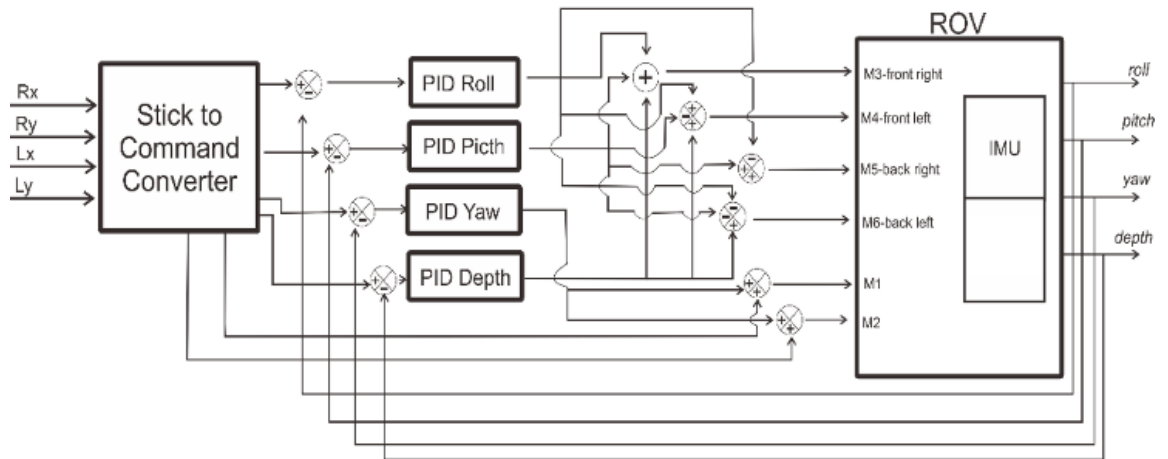 ROV
Rx
Ry
Lx
Ly
Stick to
Command
Converter
+
-
+
-
+
-
+
-
PID Roll
PID Picth
PID Yaw
PID Depth
+
+
-
+
+
-
+
+
-
-
+
+
+
+
+
M3-front right
M4-front left
M5-back right
M6-back left
M1
M2
IMU
roll
pitch
yaw
depth